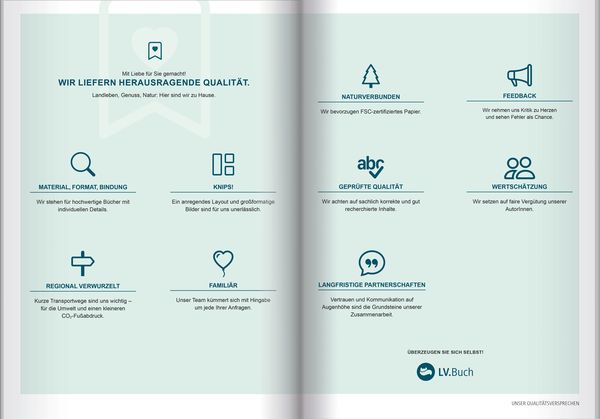 Mit Liebe für Sie gemacht!
WIR LIEFERN HERAUSRAGENDE QUALITÄT.
Landleben, Genuss, Natur: Hier sind wir zu Hause.
MATERIAL, FORMAT, BINDUNG
Wir stehen für hochwertige Bücher mit
individuellen Details.
KNIPS!
Ein anregendes Layout und großformatige
Bilder sind für uns unerlässlich.
REGIONAL VERWURZELT
Kurze Transportwege sind uns wichtig –
für die Umwelt und einen kleineren
CO₂-Fußabdruck.
FAMILIÄR
Unser Team kümmert sich mit Hingabe
um jede Ihrer Anfragen.
NATURVERBUNDEN
Wir bevorzugen FSC-zertifiziertes Papier.
FEEDBACK
Wir nehmen uns Kritik zu Herzen
und sehen Fehler als Chance.
abc
GEPRÜFTE QUALITÄT
Wir achten auf sachlich korrekte und gut
recherchierte Inhalte.
WERTSCHÄTZUNG
Wir setzen auf faire Vergütung unserer
AutorInnen.
LANGFRISTIGE PARTNERSCHAFTEN
Vertrauen und Kommunikation auf
Augenhöhe sind die Grundsteine unserer
Zusammenarbeit.
ÜBERZEUGEN SIE SICH SELBST!
LV.Buch
UNSER QUALITÄTSVERSPRECHEN